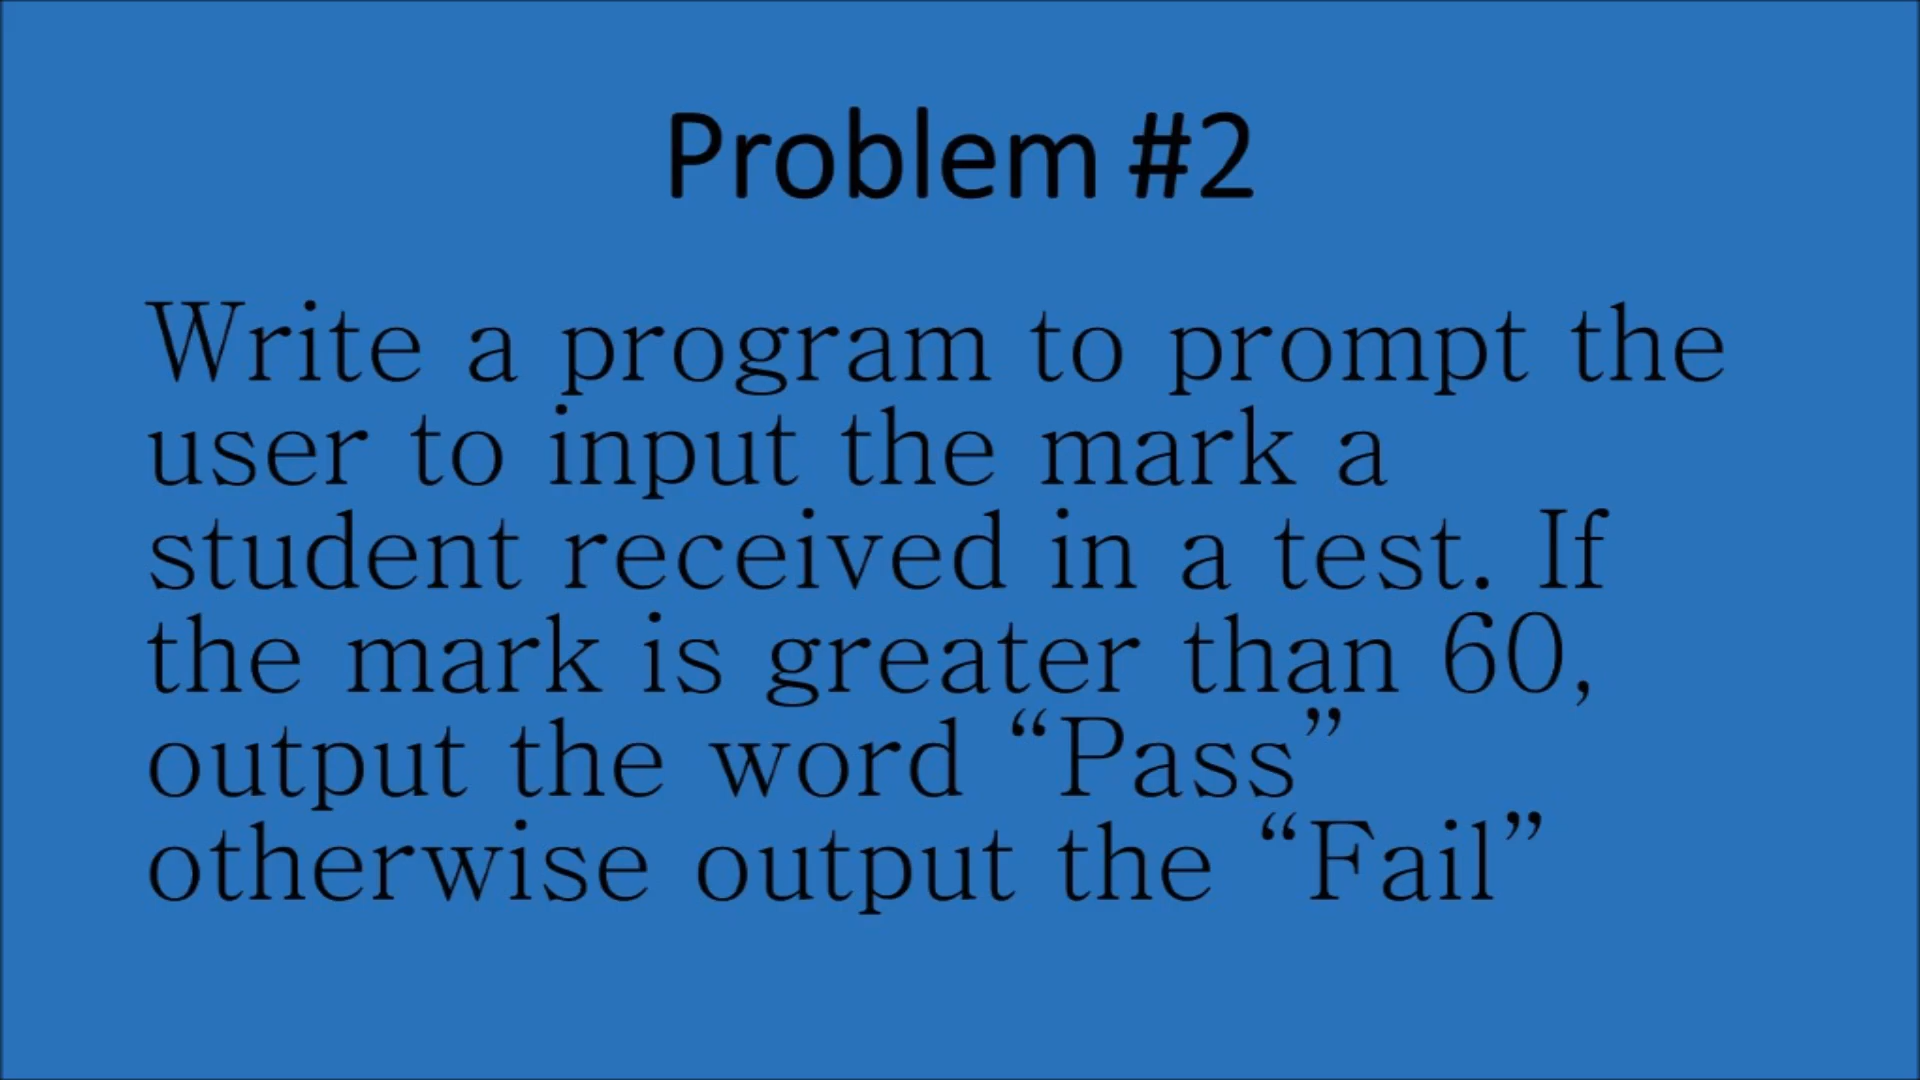 Problem #2
Write a program to prompt the
user to input the mark a
student received in a test. If
the mark is greater than 60,
output the word “Pass”
otherwise output the “Fail”